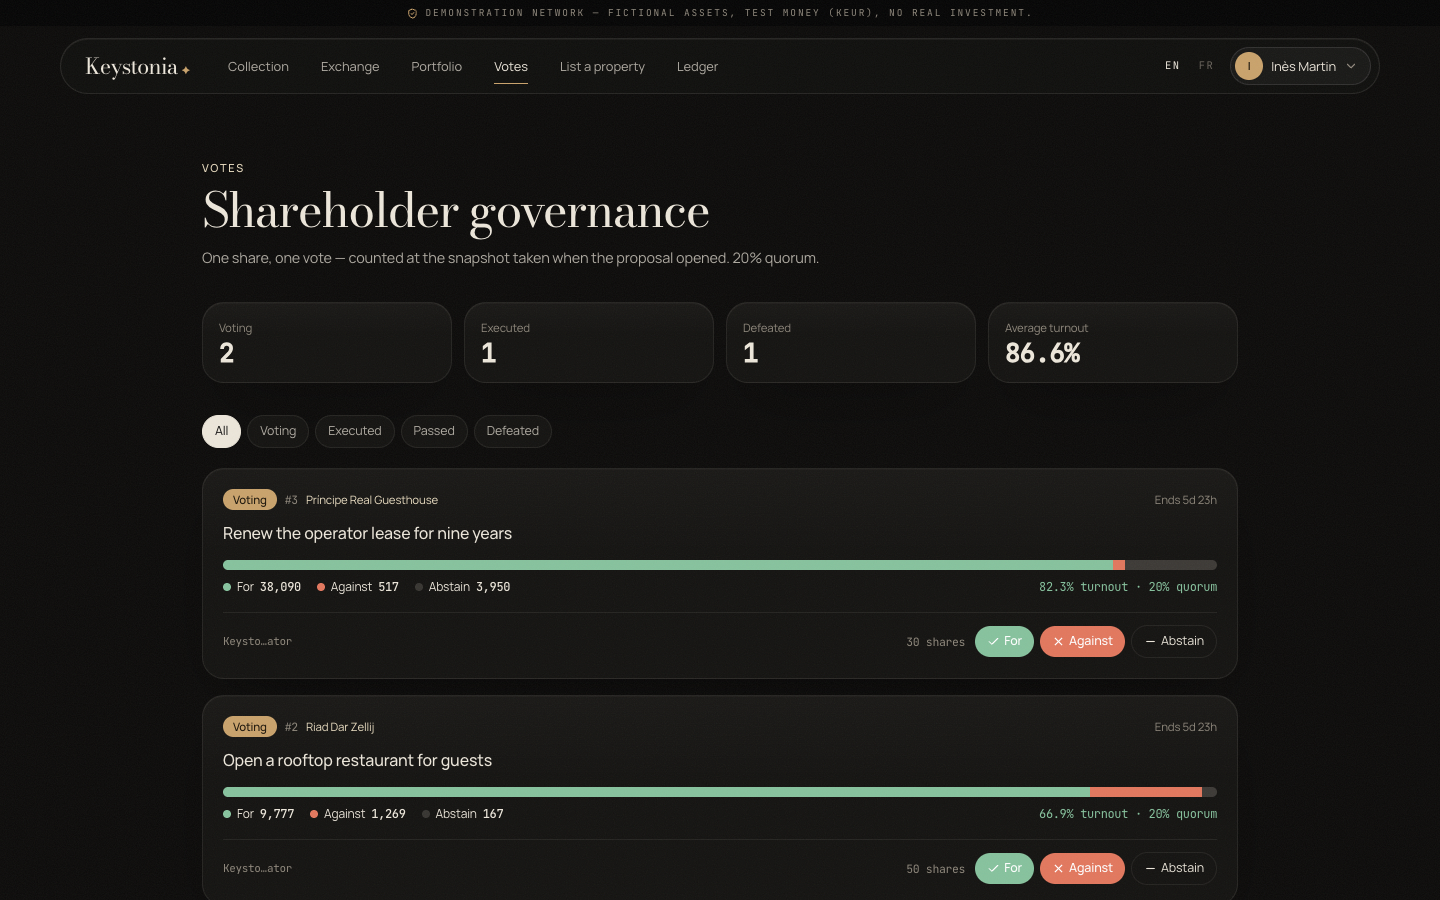 DEMONSTRATION NETWORK — FICTIONAL ASSETS, TEST MONEY (KEUR), NO REAL INVESTMENT.
Keystonia Collection Exchange Portfolio Votes List a property Ledger EN FR I Inès Martin
VOTES
Shareholder governance
One share, one vote — counted at the snapshot taken when the proposal opened. 20% quorum.
Voting Executed Defeated Average turnout
2 1 1 86.6%
All Voting Executed Passed Defeated
Voting #3 Príncipe Real Guesthouse Ends 5d 23h
Renew the operator lease for nine years
For 38,090 Against 517 Abstain 3,950 82.3% turnout · 20% quorum
Keysto…ator 30 shares For Against Abstain
Voting #2 Riad Dar Zellij Ends 5d 23h
Open a rooftop restaurant for guests
For 9,777 Against 1,269 Abstain 167 66.9% turnout · 20% quorum
Keysto…ator 50 shares For Against Abstain